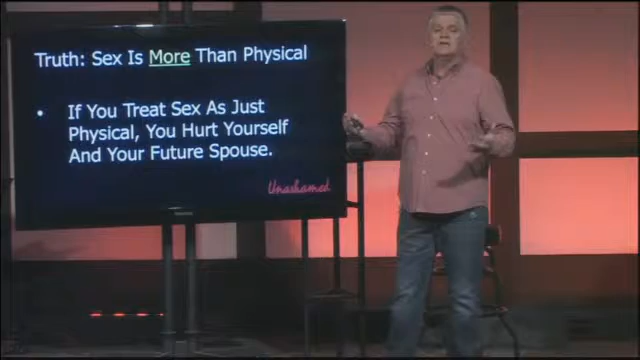 Truth: Sex Is More Than Physical
• If You Treat Sex As Just
Physical, You Hurt Yourself
And Your Future Spouse.
Unashamed